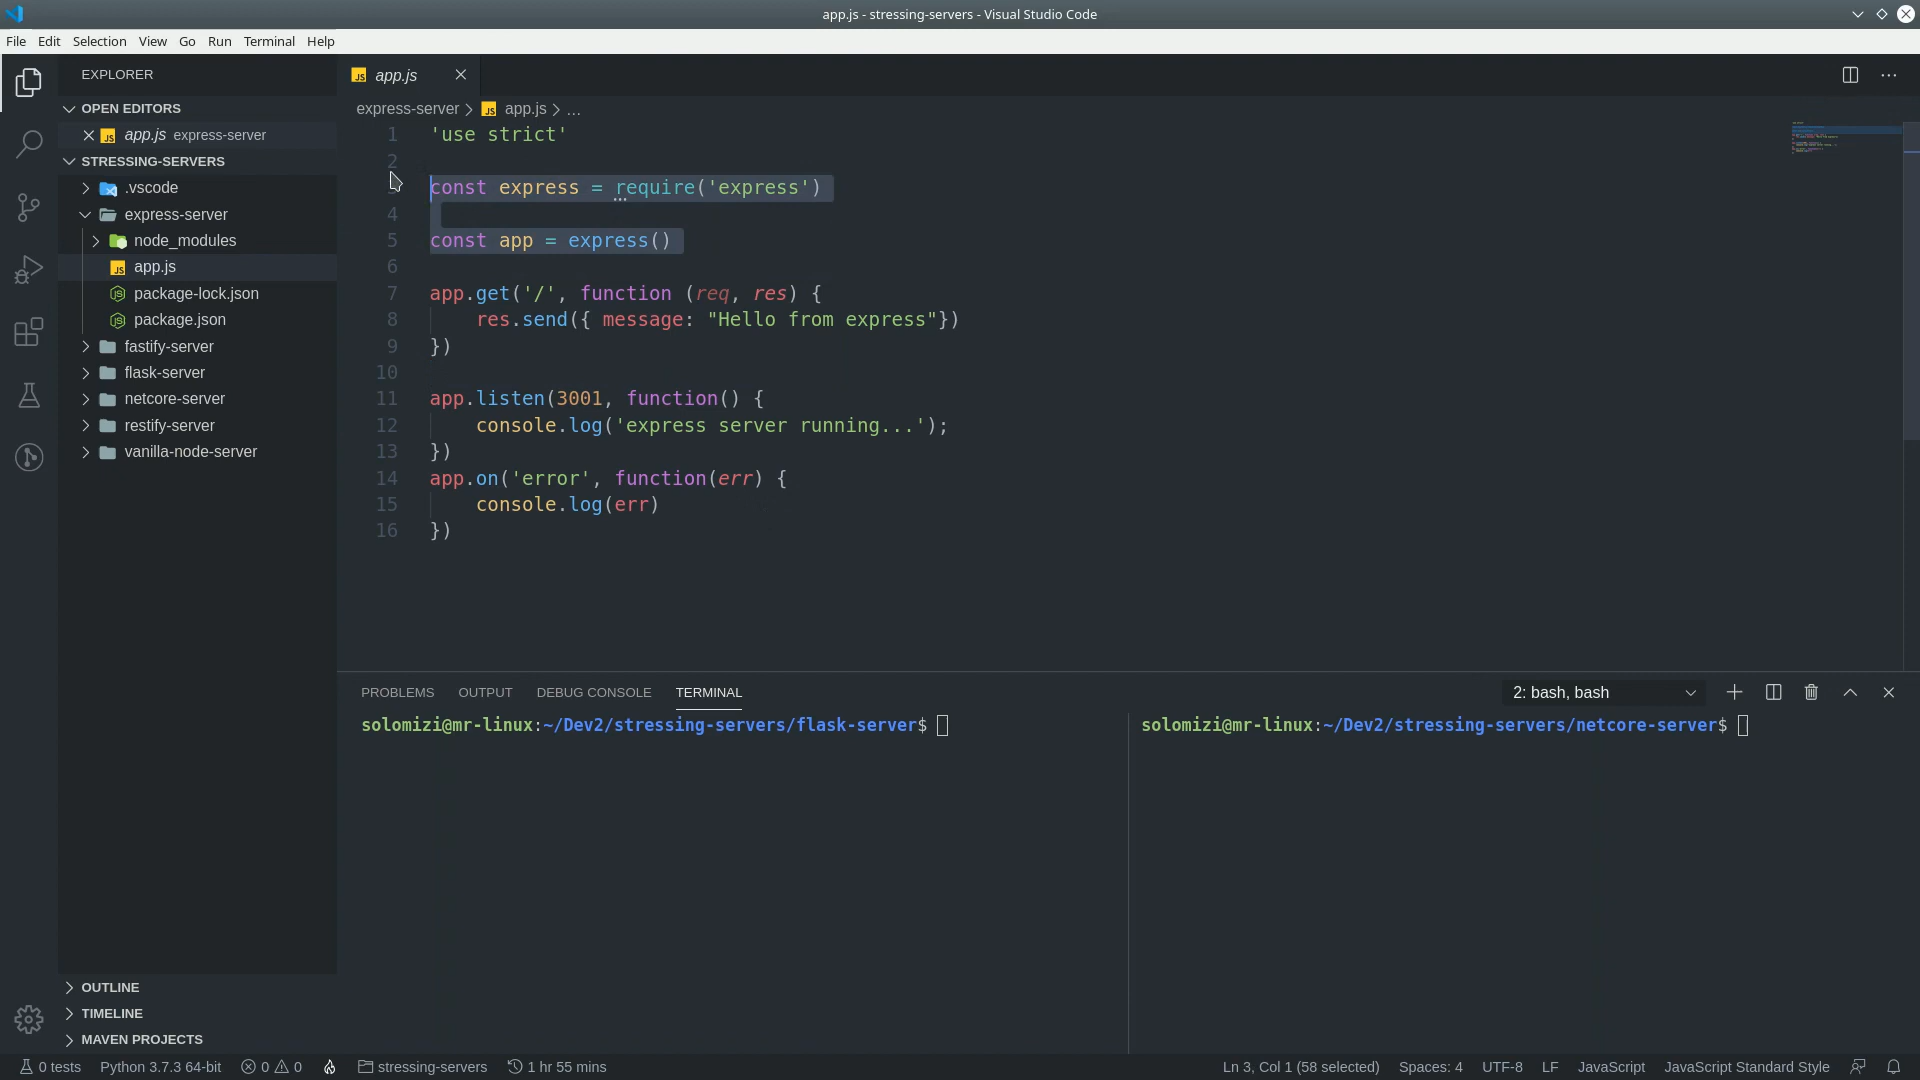 app.js - stressing-servers - Visual Studio Code
File Edit Selection View Go Run Terminal Help
EXPLORER
OPEN EDITORS
app.js express-server
STRESSING-SERVERS
.vscode
express-server
node_modules
app.js
package-lock.json
package.json
fastify-server
flask-server
netcore-server
restify-server
vanilla-node-server
OUTLINE
TIMELINE
MAVEN PROJECTS
app.js
express-server > app.js > ...
1 'use strict'
2
const express = require('express')
4
5 const app = express()
6
7 app.get('/', function (req, res) {
8 res.send({ message: "Hello from express"})
9 })
10
11 app.listen(3001, function() {
12 console.log('express server running...');
13 })
14 app.on('error', function(err) {
15 console.log(err)
16 })
PROBLEMS OUTPUT DEBUG CONSOLE TERMINAL
2: bash, bash
solomizi@mr-linux:~/Dev2/stressing-servers/flask-server$
solomizi@mr-linux:~/Dev2/stressing-servers/netcore-server$
0 tests Python 3.7.3 64-bit 0 0 stressing-servers 1 hr 55 mins
Ln 3, Col 1 (58 selected) Spaces: 4 UTF-8 LF JavaScript JavaScript Standard Style